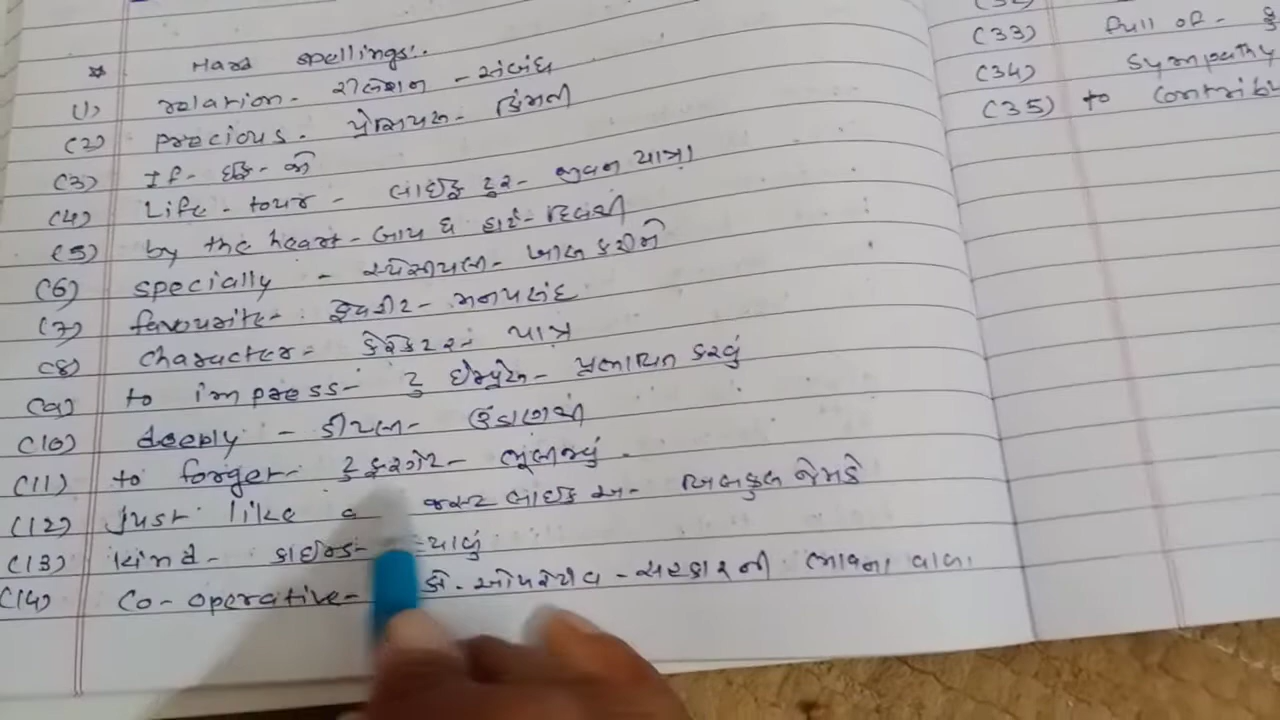 * Hard spellings:-
(1) relation - રીલેશન - સંબંધ
(2) precious - પ્રેસિયસ - કિંમતી
(3) If - ઈફ - જો
(4) Life - tour - લાઈફ ટુર - જીવન યાત્રા
(5) by the heart - બાય ધ હાર્ટ - દિલથી
(6) specially - સ્પેસીયલી - ખાસ કરીને
(7) favourite - ફેવરીટ - મનપસંદ
(8) character - કેરેક્ટર - પાત્ર
(9) to impress - ટુ ઈમ્પ્રેસ - પ્રભાવિત કરવું
(10) deeply - ડીપલી - ઉંડાણથી
(11) to forget - ટુ ફરગેટ - ભૂલી જવું.
(12) just like a જસ્ટ લાઈક અ - બિલકુલ જેમકે
(13) kind - કાઈન્ડ -
(14) co-operative - કો-ઓપરેટીવ - સહકારની ભાવના વાળા
(33) full of -
(34) sympathy
(35) to